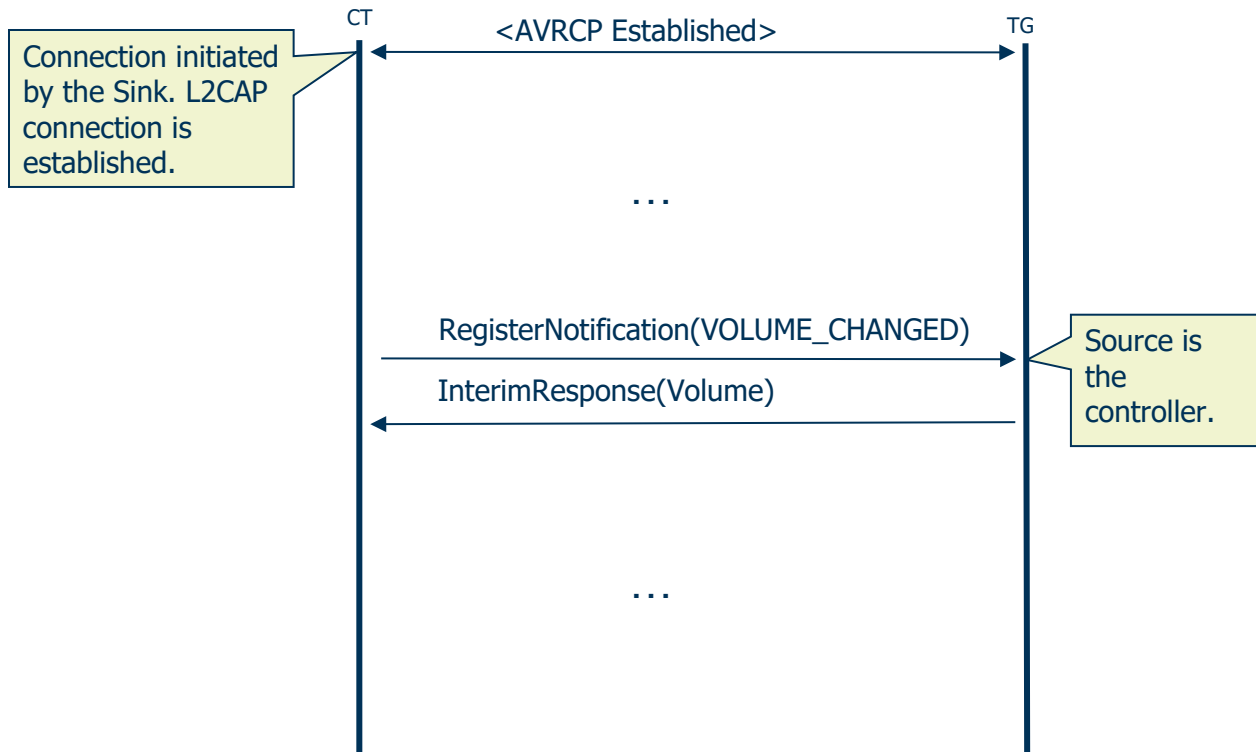 CT
<AVRCP Established>
TG
Connection initiated
by the Sink. L2CAP
connection is
established.
...
RegisterNotification(VOLUME_CHANGED)
InterimResponse(Volume)
Source is
the
controller.
...